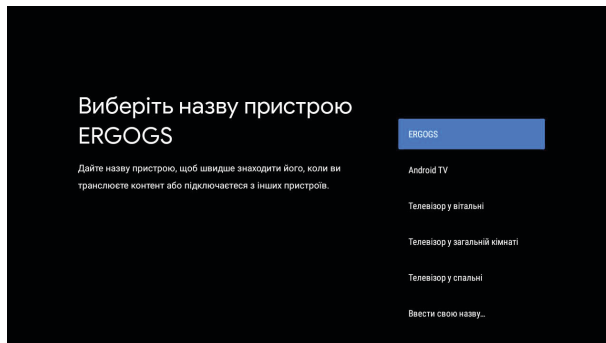 Виберіть назву пристрою
ERGOGS
Дайте назву пристрою, щоб швидше знаходити його, коли ви
транслюєте контент або підключаєтеся з інших пристроїв.
ERGOGS
Android TV
Телевізор у вітальні
Телевізор у загальній кімнаті
Телевізор у спальні
Ввести свою назву…